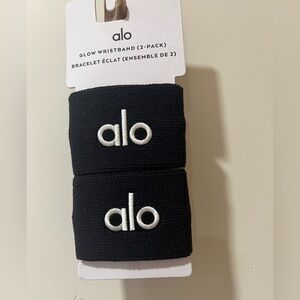 alo
GLOW WRISTBAND (2-PACK)
BRACELET ÉCLAT (ENSEMBLE DE 2)
alo
alo